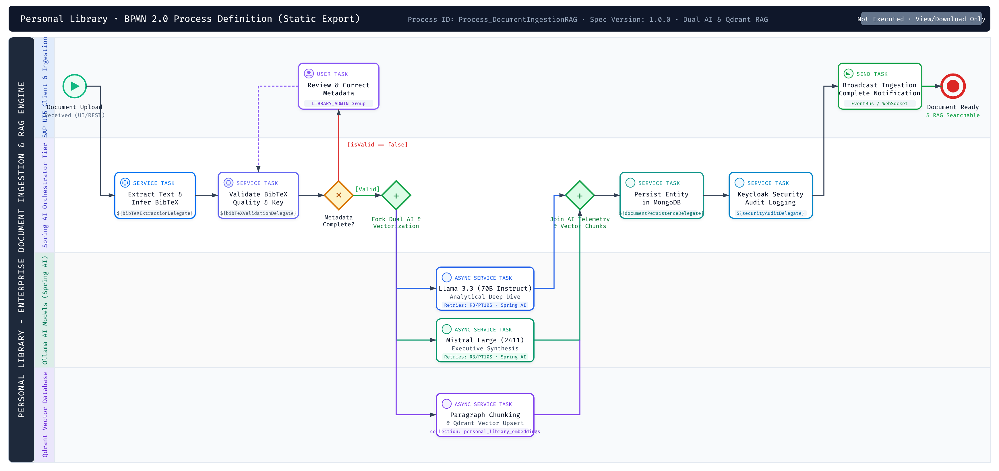 Personal Library · BPMN 2.0 Process Definition (Static Export)
Process ID: Process_DocumentIngestionRAG · Spec Version: 1.0.0 · Dual AI & Qdrant RAG
Not Executed · View/Download Only
PERSONAL LIBRARY - ENTERPRISE DOCUMENT INGESTION & RAG ENGINE
SAP UI5 Client & Ingestion
Document Upload
Received (UI/REST)
USER TASK
Review & Correct
Metadata
LIBRARY_ADMIN Group
SEND TASK
Broadcast Ingestion
Complete Notification
EventBus / WebSocket
Document Ready
& RAG Searchable
Spring AI Orchestrator Tier
[isValid == false]
SERVICE TASK
Extract Text &
Infer BibTeX
${bibTeXExtractionDelegate}
SERVICE TASK
Validate BibTeX
Quality & Key
${bibTeXValidationDelegate}
Metadata
Complete?
[Valid]
Fork Dual AI &
Vectorization
Join AI Telemetry
& Vector Chunks
SERVICE TASK
Persist Entity
in MongoDB
${documentPersistenceDelegate}
SERVICE TASK
Keycloak Security
Audit Logging
${securityAuditDelegate}
Ollama AI Models (Spring AI)
ASYNC SERVICE TASK
Llama 3.3 (70B Instruct)
Analytical Deep Dive
Retries: R3/PT10S · Spring AI
ASYNC SERVICE TASK
Mistral Large (2411)
Executive Synthesis
Retries: R3/PT10S · Spring AI
Qdrant Vector Database
ASYNC SERVICE TASK
Paragraph Chunking
& Qdrant Vector Upsert
collection: personal_library_embeddings